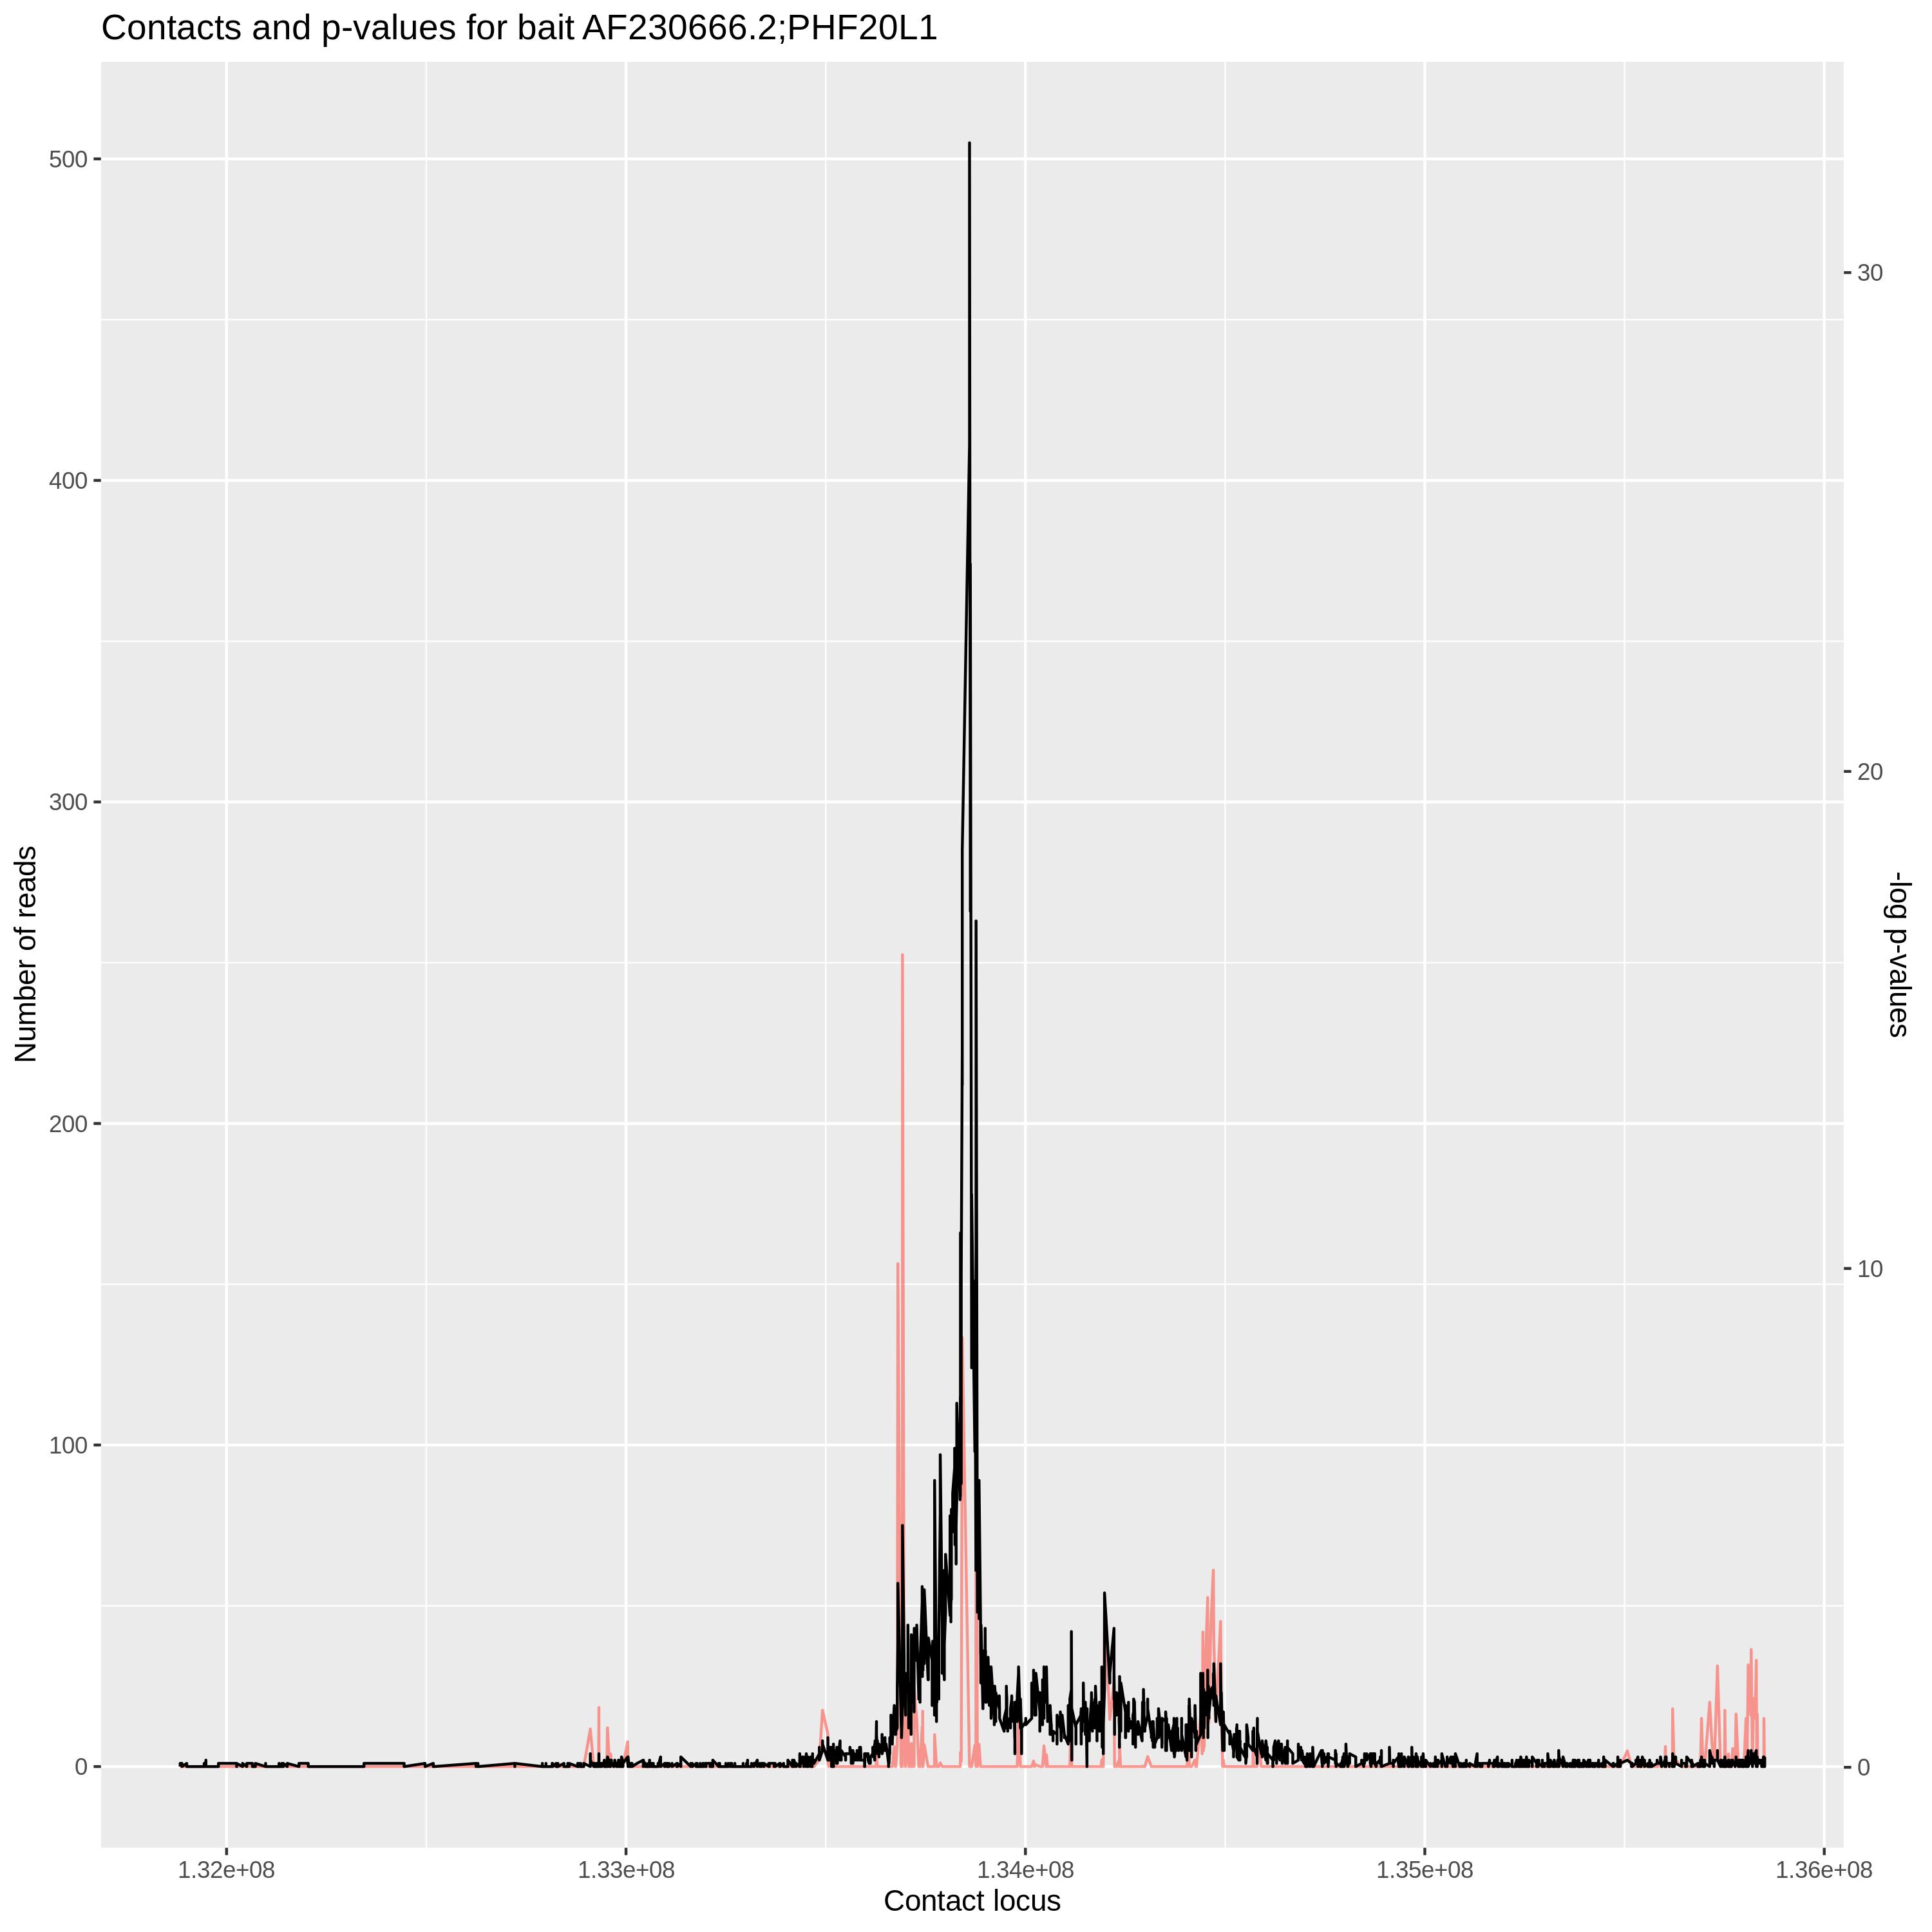 Contacts and p-values for bait AF230666.2;PHF20L1
500
400
300
200
100
0
Number of reads
30
20
10
0
-log p-values
1.32e+08
1.33e+08
1.34e+08
1.35e+08
1.36e+08
Contact locus